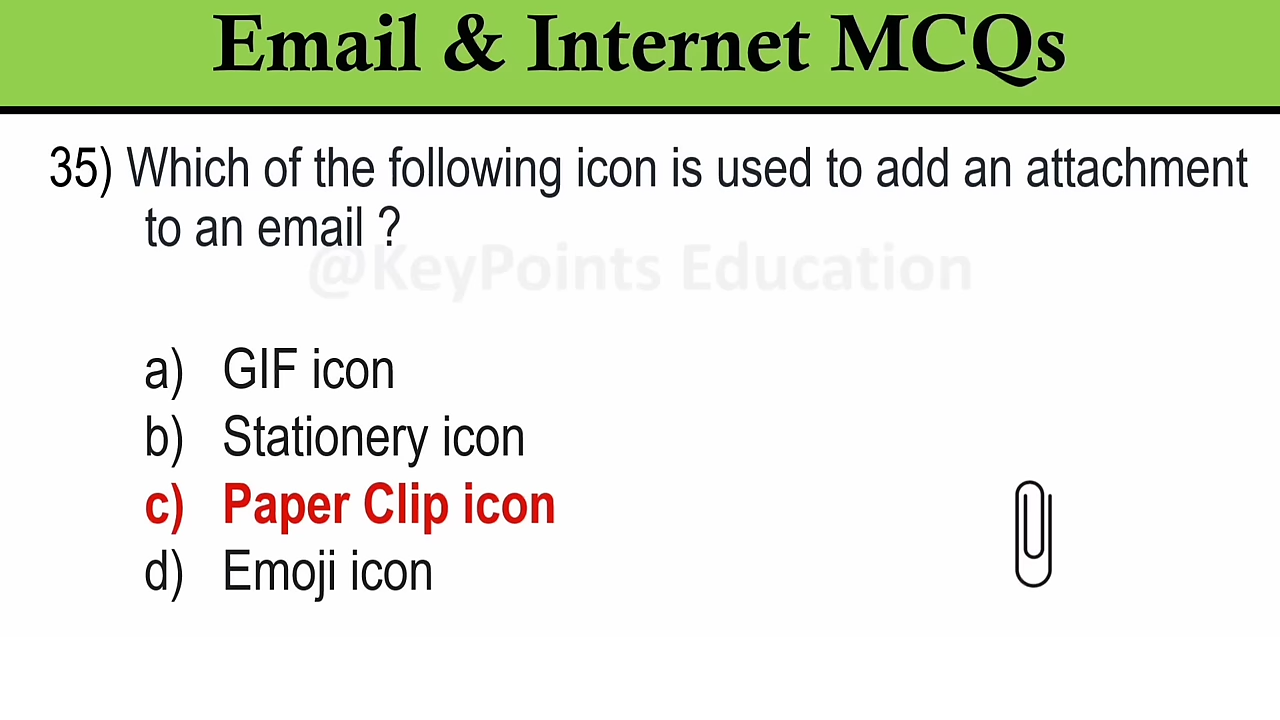 Email & Internet MCQs
35) Which of the following icon is used to add an attachment
to an email ?
@KeyPoints Education
a) GIF icon
b) Stationery icon
c) Paper Clip icon
d) Emoji icon